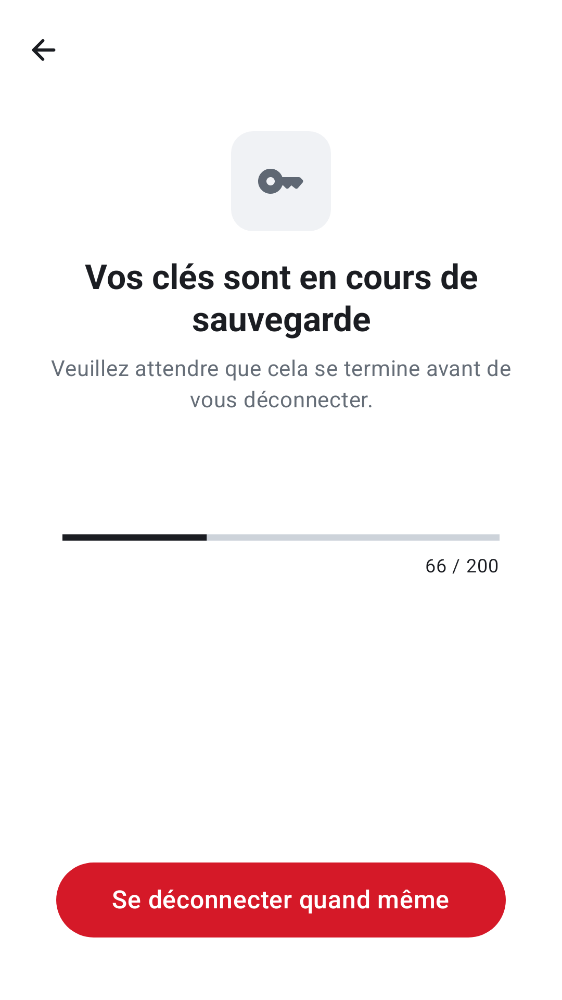 Vos clés sont en cours de
sauvegarde
Veuillez attendre que cela se termine avant de
vous déconnecter.
66 / 200
Se déconnecter quand même